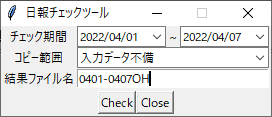 日報チェックツール
チェック期間 2022/04/01 ~ 2022/04/07
コピー範囲 入力データ不備
結果ファイル名 0401-0407OH
Check Close